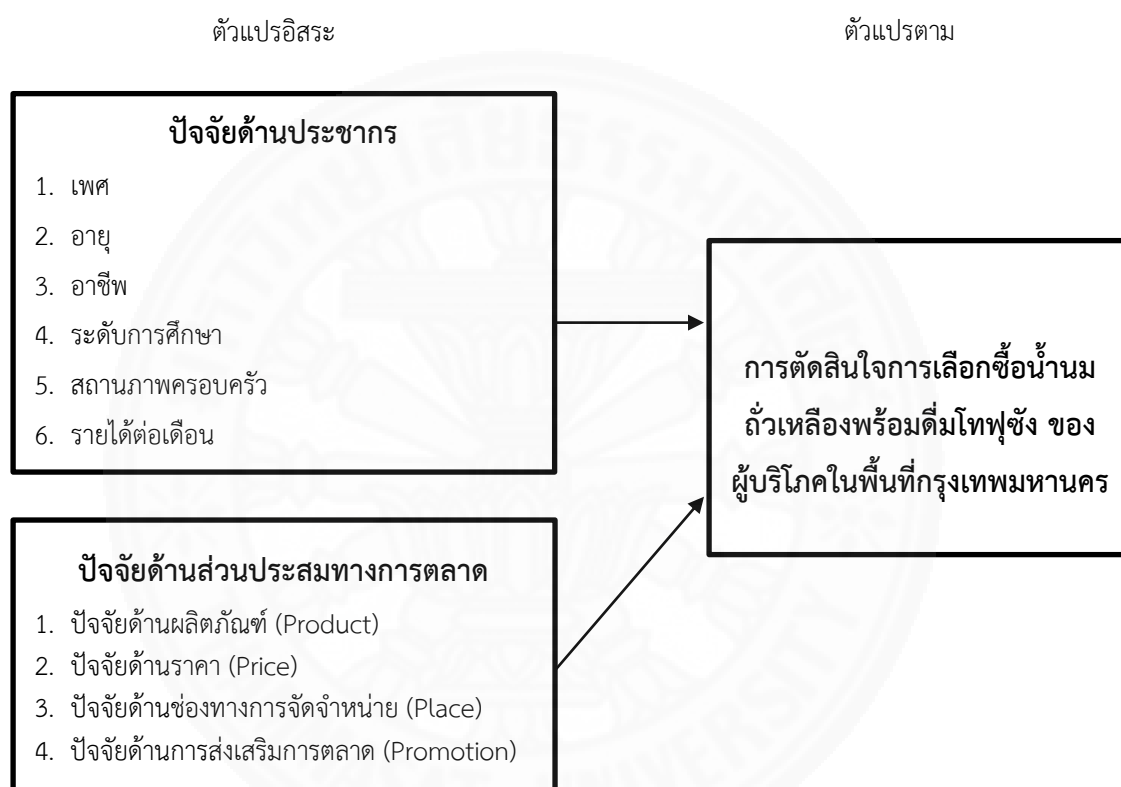 ตัวแปรอิสระ
ตัวแปรตาม
ปัจจัยด้านประชากร
1. เพศ
2. อายุ
3. อาชีพ
4. ระดับการศึกษา
5. สถานภาพครอบครัว
6. รายได้ต่อเดือน
ปัจจัยด้านส่วนประสมทางการตลาด
1. ปัจจัยด้านผลิตภัณฑ์ (Product)
2. ปัจจัยด้านราคา (Price)
3. ปัจจัยด้านช่องทางการจัดจำหน่าย (Place)
4. ปัจจัยด้านการส่งเสริมการตลาด (Promotion)
การตัดสินใจการเลือกซื้อน้ำนม
ถั่วเหลืองพร้อมดื่มโทฟุซัง ของ
ผู้บริโภคในพื้นที่กรุงเทพมหานคร